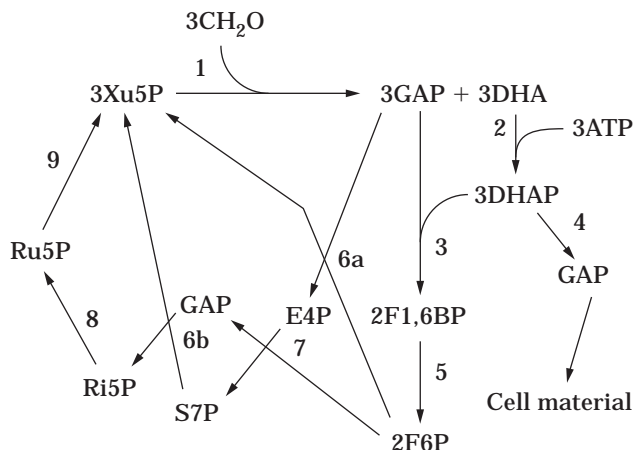 3CH₂O
1
3Xu5P
3GAP + 3DHA
2
3ATP
9
3DHAP
4
Ru5P
6a
3
GAP
GAP
E4P
2F1,6BP
8
6b
7
5
Ri5P
S7P
Cell material
2F6P